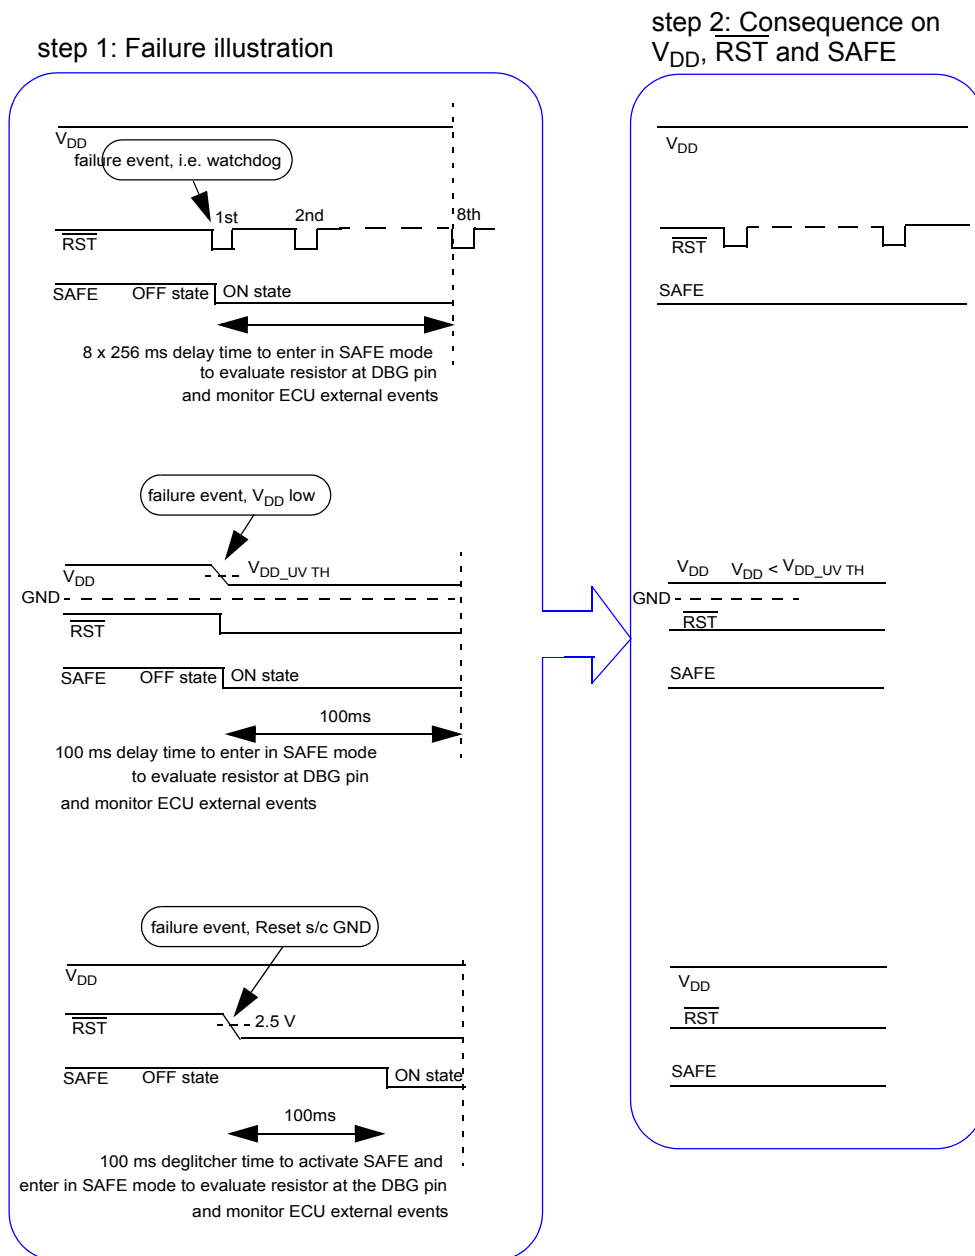 step 1: Failure illustration
step 2: Consequence on
VDD, RST and SAFE
VDD
failure event, i.e. watchdog
1st
2nd
8th
RST
SAFE
OFF state
ON state
8 x 256 ms delay time to enter in SAFE mode
to evaluate resistor at DBG pin
and monitor ECU external events
failure event, VDD low
VDD
VDD_UV TH
GND
RST
SAFE
OFF state
ON state
100ms
100 ms delay time to enter in SAFE mode
to evaluate resistor at DBG pin
and monitor ECU external events
failure event, Reset s/c GND
VDD
RST
2.5 V
SAFE
OFF state
ON state
100ms
100 ms deglitcher time to activate SAFE and
enter in SAFE mode to evaluate resistor at the DBG pin
and monitor ECU external events
VDD
RST
SAFE
VDD VDD < VDD_UV TH
GND
RST
SAFE
VDD
RST
SAFE